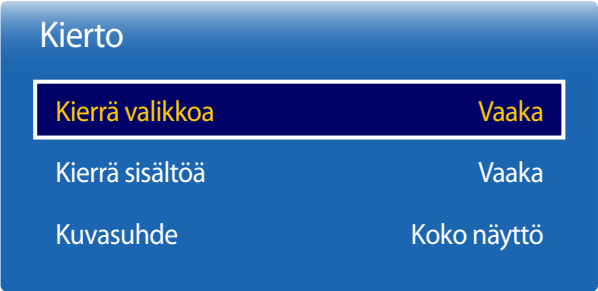 Kierto
Kierrä valikkoa Vaaka
Kierrä sisältöä Vaaka
Kuvasuhde Koko näyttö